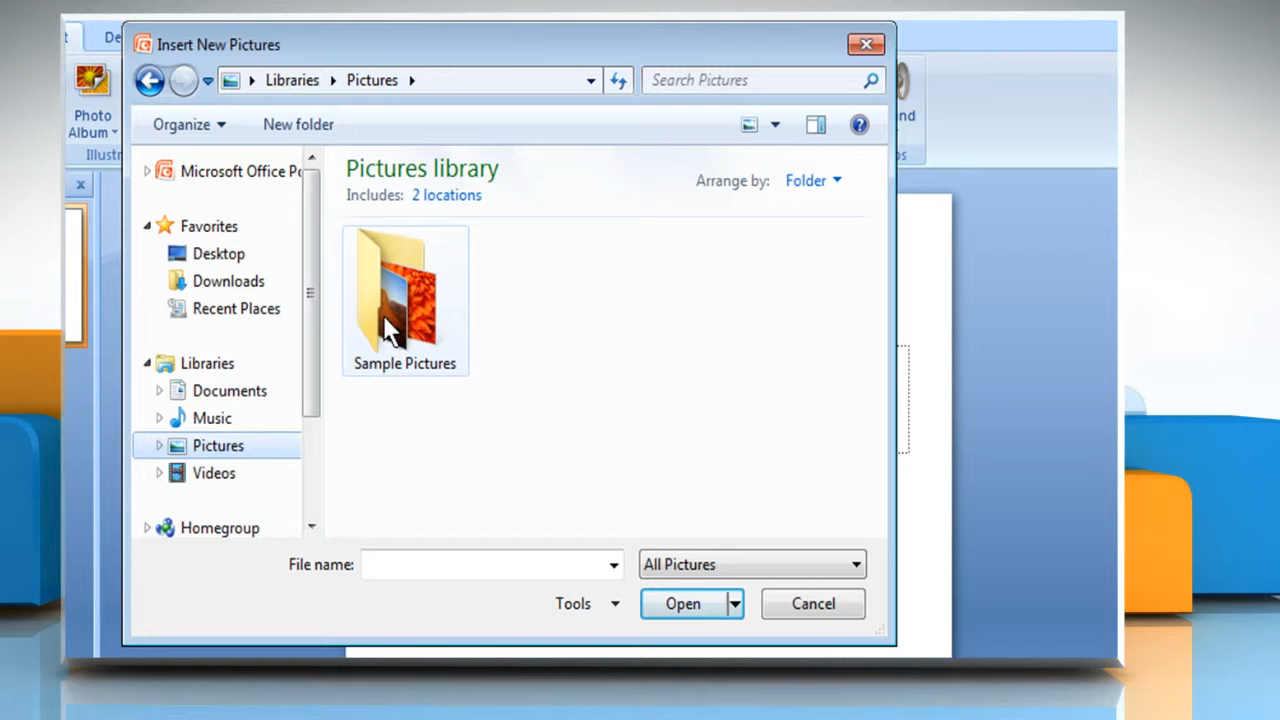 De
Insert New Pictures
Libraries
Pictures
Search Pictures
Photo
Album
Illustr
Organize
New folder
Microsoft Office Po
Favorites
Desktop
Downloads
Recent Places
Libraries
Documents
Music
Pictures
Videos
Homegroup
Pictures library
Includes: 2 locations
Arrange by: Folder
Sample Pictures
File name:
All Pictures
Tools
Open
Cancel